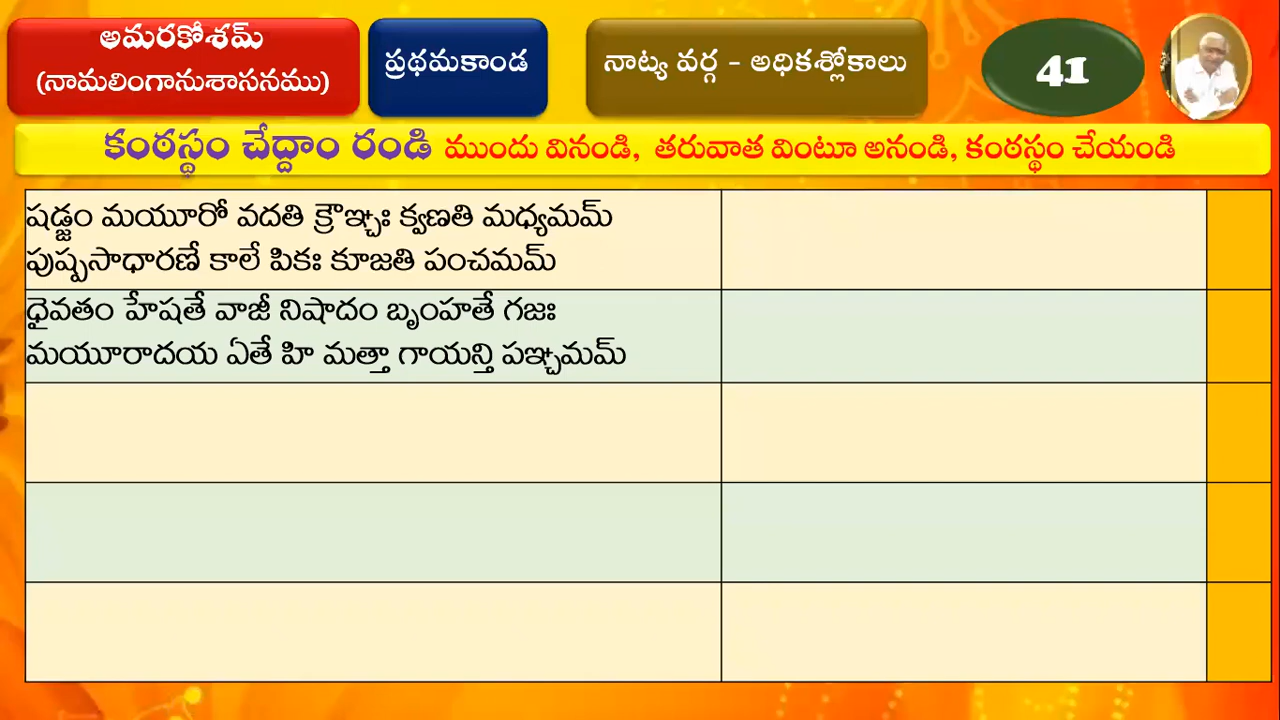 అమరకోశమ్
(నామలింగానుశాసనము)
ప్రథమకాండ
నాట్య వర్గ - అధికశ్లోకాలు
41
కంఠస్థం చేద్దాం రండి ముందు వినండి, తరువాత వింటూ అనండి, కంఠస్థం చేయండి
షడ్జం మయూరో వదతి క్రౌఞ్చః క్వణతి మధ్యమమ్
పుష్పసాధారణే కాలే పికః కూజతి పంచమమ్
ధైవతం హేషతే వాజీ నిషాదం బృంహతే గజః
మయూరాదయ ఏతే హి మత్తా గాయన్తి పఞ్చమమ్